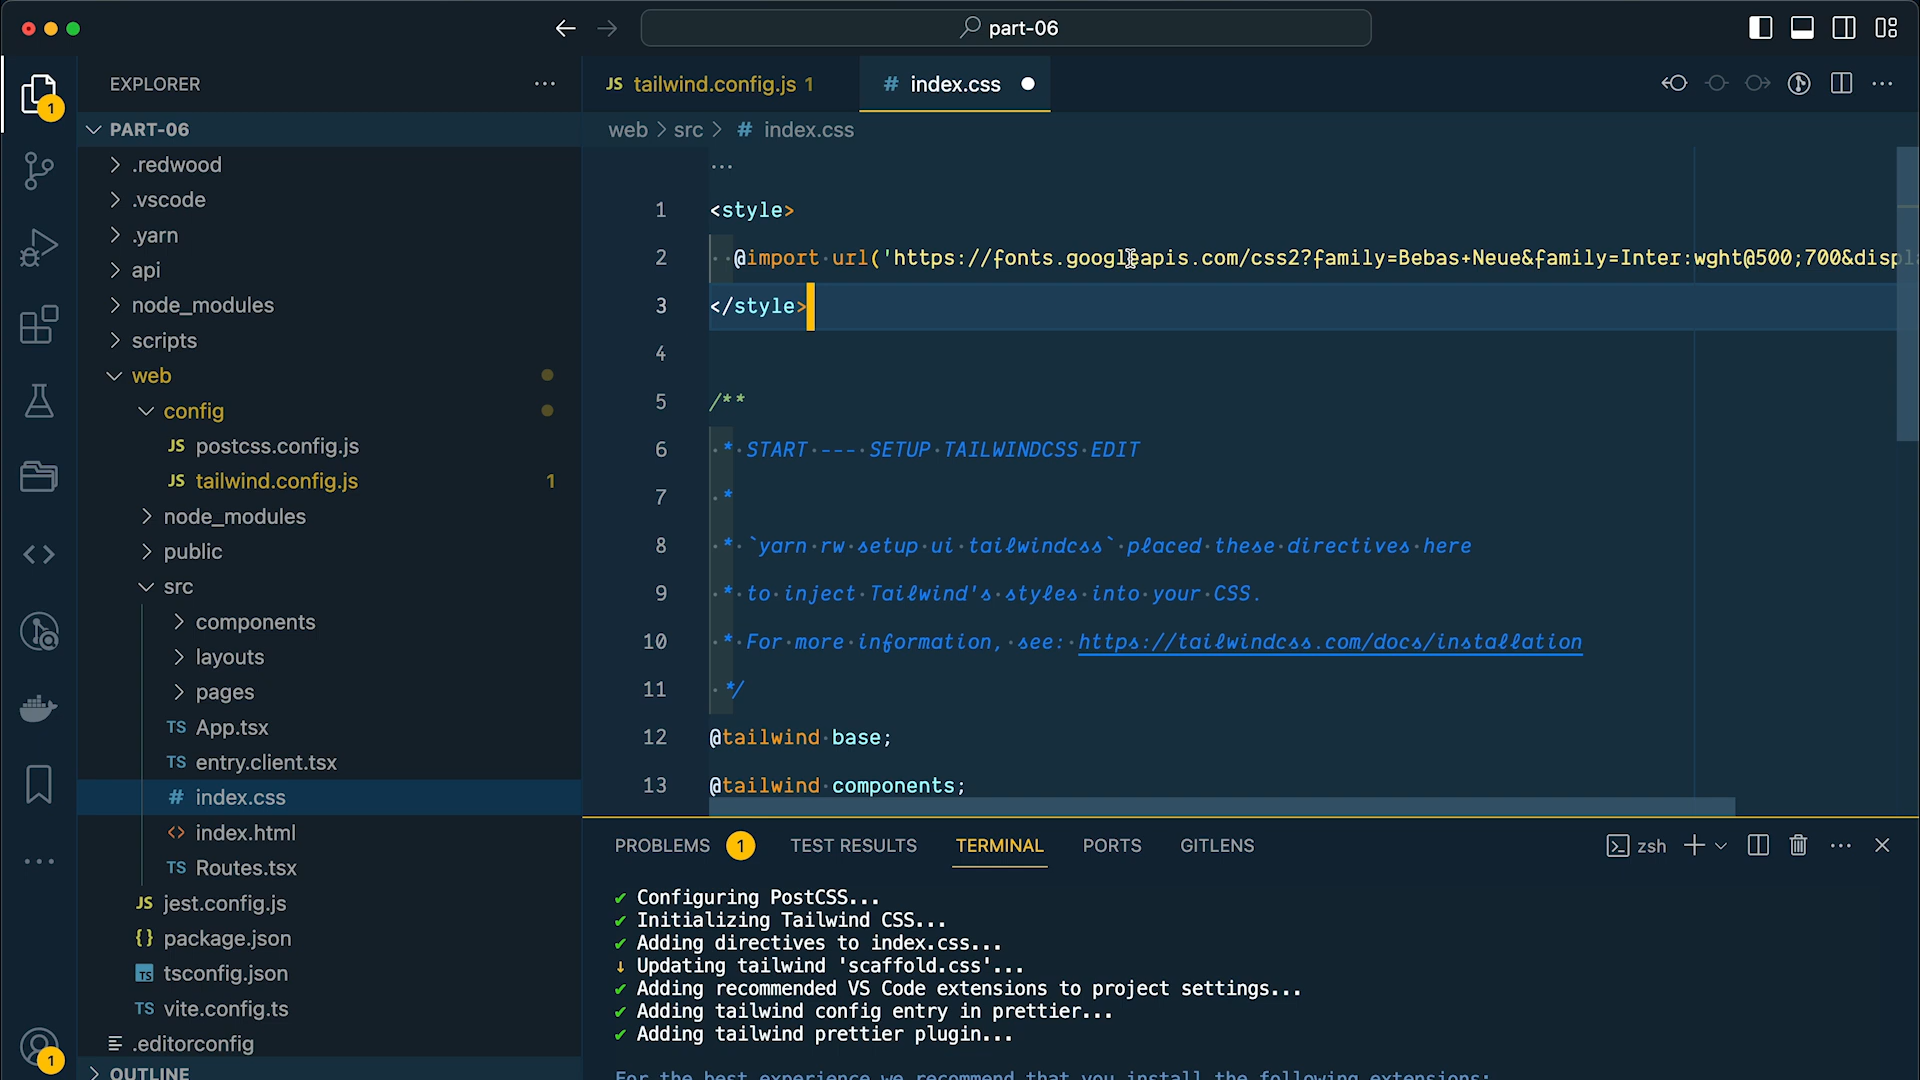 part-06
EXPLORER
PART-06
.redwood
.vscode
.yarn
api
node_modules
scripts
web
config
JS postcss.config.js
JS tailwind.config.js 1
node_modules
public
src
components
layouts
pages
TS App.tsx
TS entry.client.tsx
# index.css
<> index.html
TS Routes.tsx
JS jest.config.js
{} package.json
TS tsconfig.json
TS vite.config.ts
.editorconfig
OUTLINE
1
1
JS tailwind.config.js 1
# index.css
web > src > # index.css
...
1 <style>
2 @import url('https://fonts.googleapis.com/css2?family=Bebas+Neue&family=Inter:wght@500;700&displ
3 </style>
4
5 /**
6 * START --- SETUP TAILWINDCSS EDIT
7 *
8 * `yarn rw setup ui tailwindcss` placed these directives here
9 * to inject Tailwind's styles into your CSS.
10 * For more information, see: https://tailwindcss.com/docs/installation
11 */
12 @tailwind base;
13 @tailwind components;
PROBLEMS 1 TEST RESULTS TERMINAL PORTS GITLENS
zsh
✔ Configuring PostCSS...
✔ Initializing Tailwind CSS...
✔ Adding directives to index.css...
↓ Updating tailwind 'scaffold.css'...
✔ Adding recommended VS Code extensions to project settings...
✔ Adding tailwind config entry in prettier...
✔ Adding tailwind prettier plugin...
For the best experience we recommend that you install the following extensions: